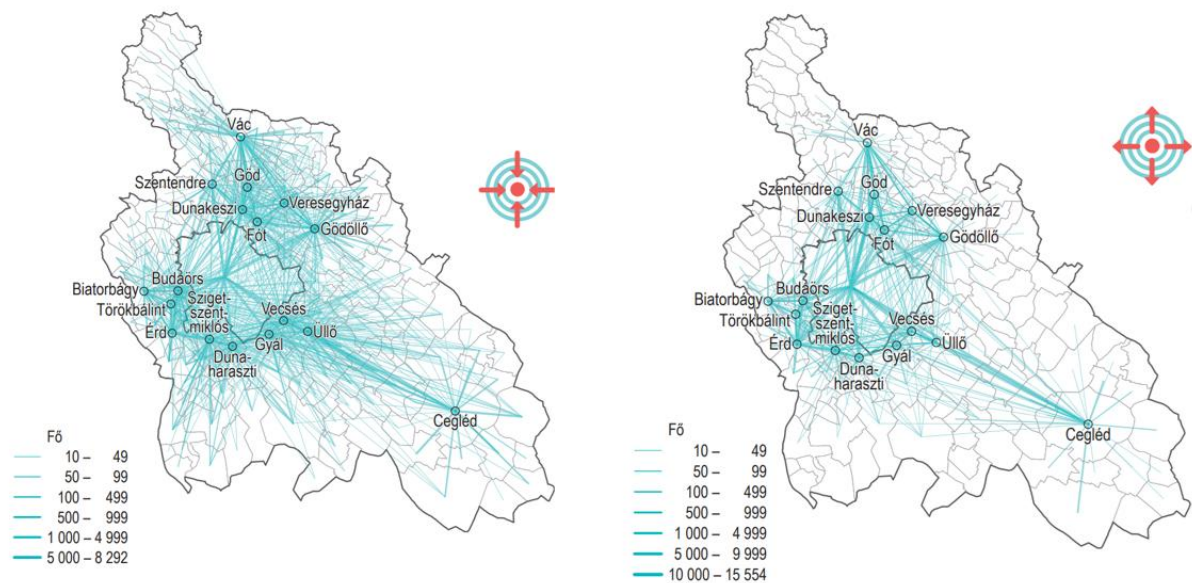 Vác
Szentendre
Göd
Dunakeszi
Veresegyház
Fót
Gödöllő
Biatorbágy
Budaörs
Törökbálint
Sziget-
szent-
miklós
Vecsés
Üllő
Érd
Gyál
Duna-
haraszti
Cegléd
Fő
10 – 49
50 – 99
100 – 499
500 – 999
1 000 – 4 999
5 000 – 8 292
Vác
Szentendre
Göd
Dunakeszi
Veresegyház
Fót
Gödöllő
Biatorbágy
Budaörs
Törökbálint
Sziget-
szent-
miklós
Vecsés
Üllő
Érd
Gyál
Duna-
haraszti
Cegléd
Fő
10 – 49
50 – 99
100 – 499
500 – 999
1 000 – 4 999
5 000 – 9 999
10 000 – 15 554